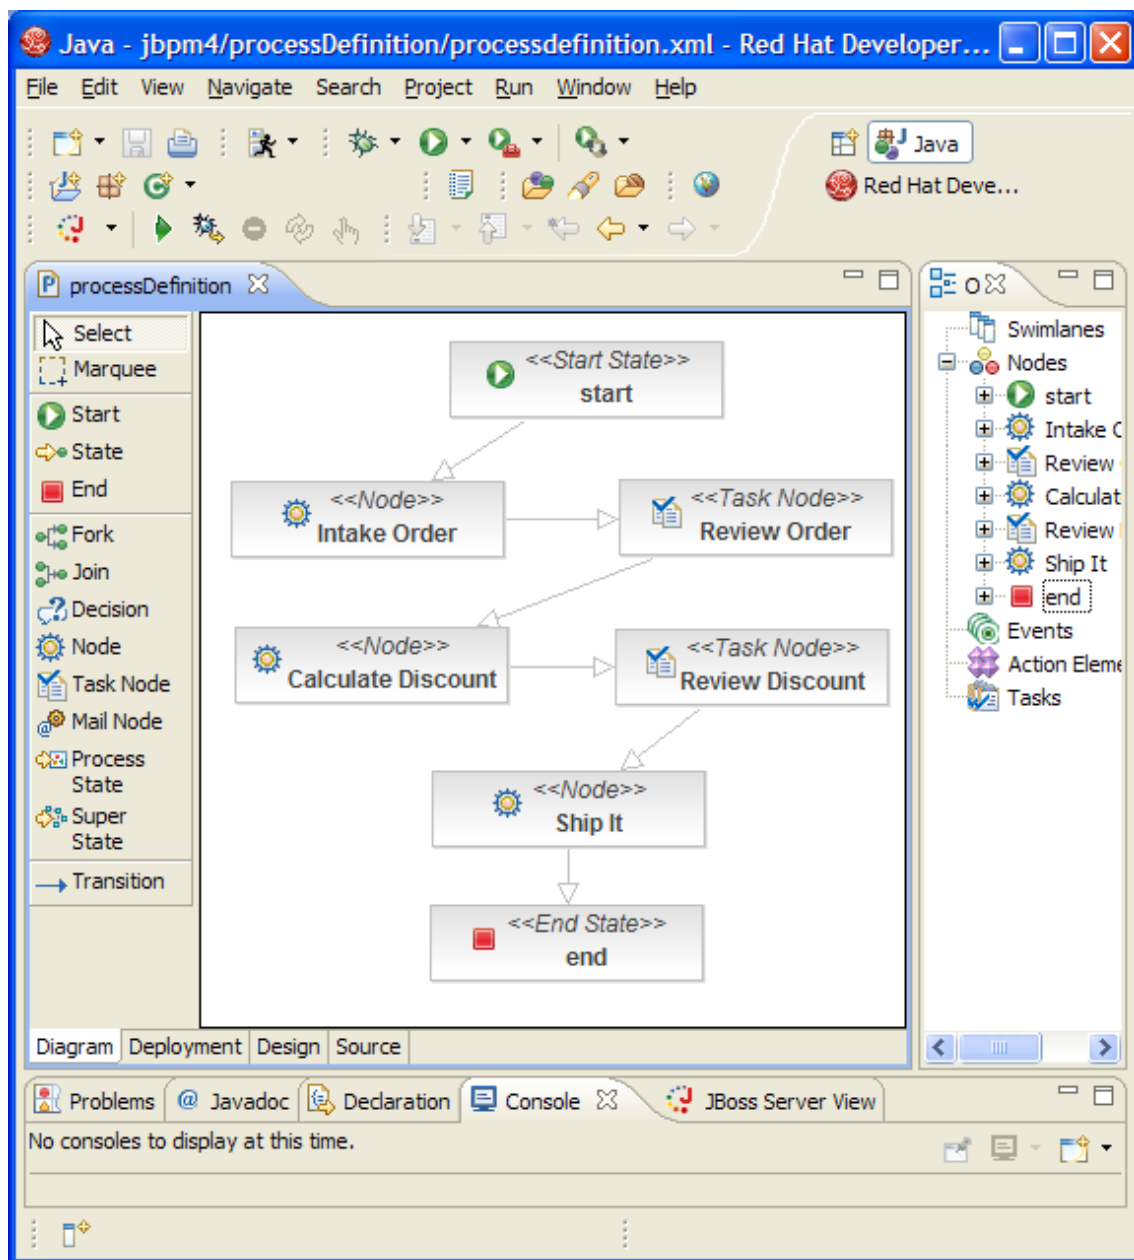 Java - jbpm4/processDefinition/processdefinition.xml - Red Hat Developer...
File Edit View Navigate Search Project Run Window Help
Java
Red Hat Deve...
processDefinition
O
Select
Marquee
Start
State
End
Fork
Join
Decision
Node
Task Node
Mail Node
Process
State
Super
State
Transition
<<Start State>>
start
<<Node>>
Intake Order
<<Task Node>>
Review Order
<<Node>>
Calculate Discount
<<Task Node>>
Review Discount
<<Node>>
Ship It
<<End State>>
end
Swimlanes
Nodes
start
Intake O
Review
Calculat
Review
Ship It
end
Events
Action Eleme
Tasks
Diagram Deployment Design Source
Problems @ Javadoc Declaration Console JBoss Server View
No consoles to display at this time.